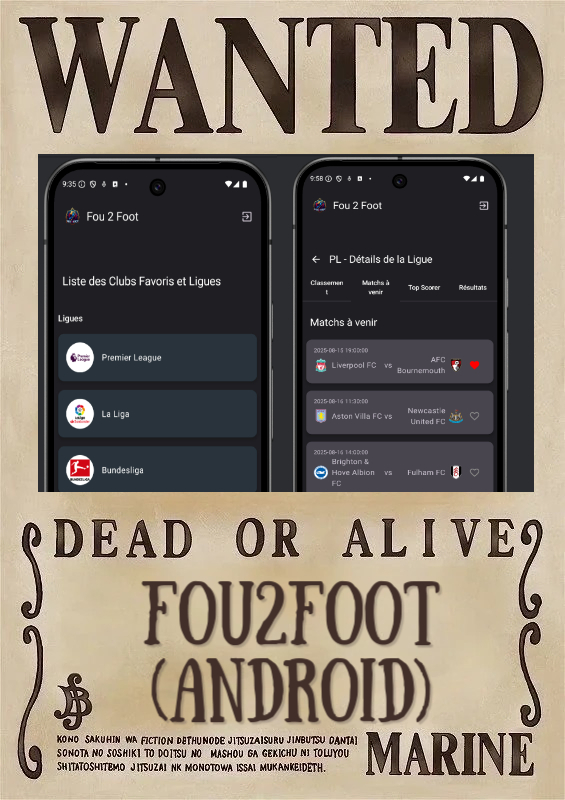 WANTED
9:35
Fou 2 Foot
Liste des Clubs Favoris et Ligues
Ligues
Premier League
La Liga
Bundesliga
9:58
Fou 2 Foot
PL - Détails de la Ligue
Classemen
t
Matchs à
venir
Top Scorer
Résultats
Matchs à venir
2025-08-15 19:00:00
Liverpool FC vs AFC
Bournemouth
2025-08-16 11:30:00
Aston Villa FC vs Newcastle
United FC
2025-08-16 14:00:00
Brighton &
Hove Albion
FC
vs Fulham FC
DEAD OR ALIVE
FOU2FOOT
(ANDROID)
KONO SAKUHIN WA FICTION DETHUNODE JITSUZAISURU JINBUTSU DANTAI
SONOTA NO SOSHIKI TO DOITSU NO MASHOU GA GEKICHU NI TOUJYOU
SHITATOSHITEMO JITSUZAI NK MONOTOWA ISSAI MUKANKEIDETH.
MARINE